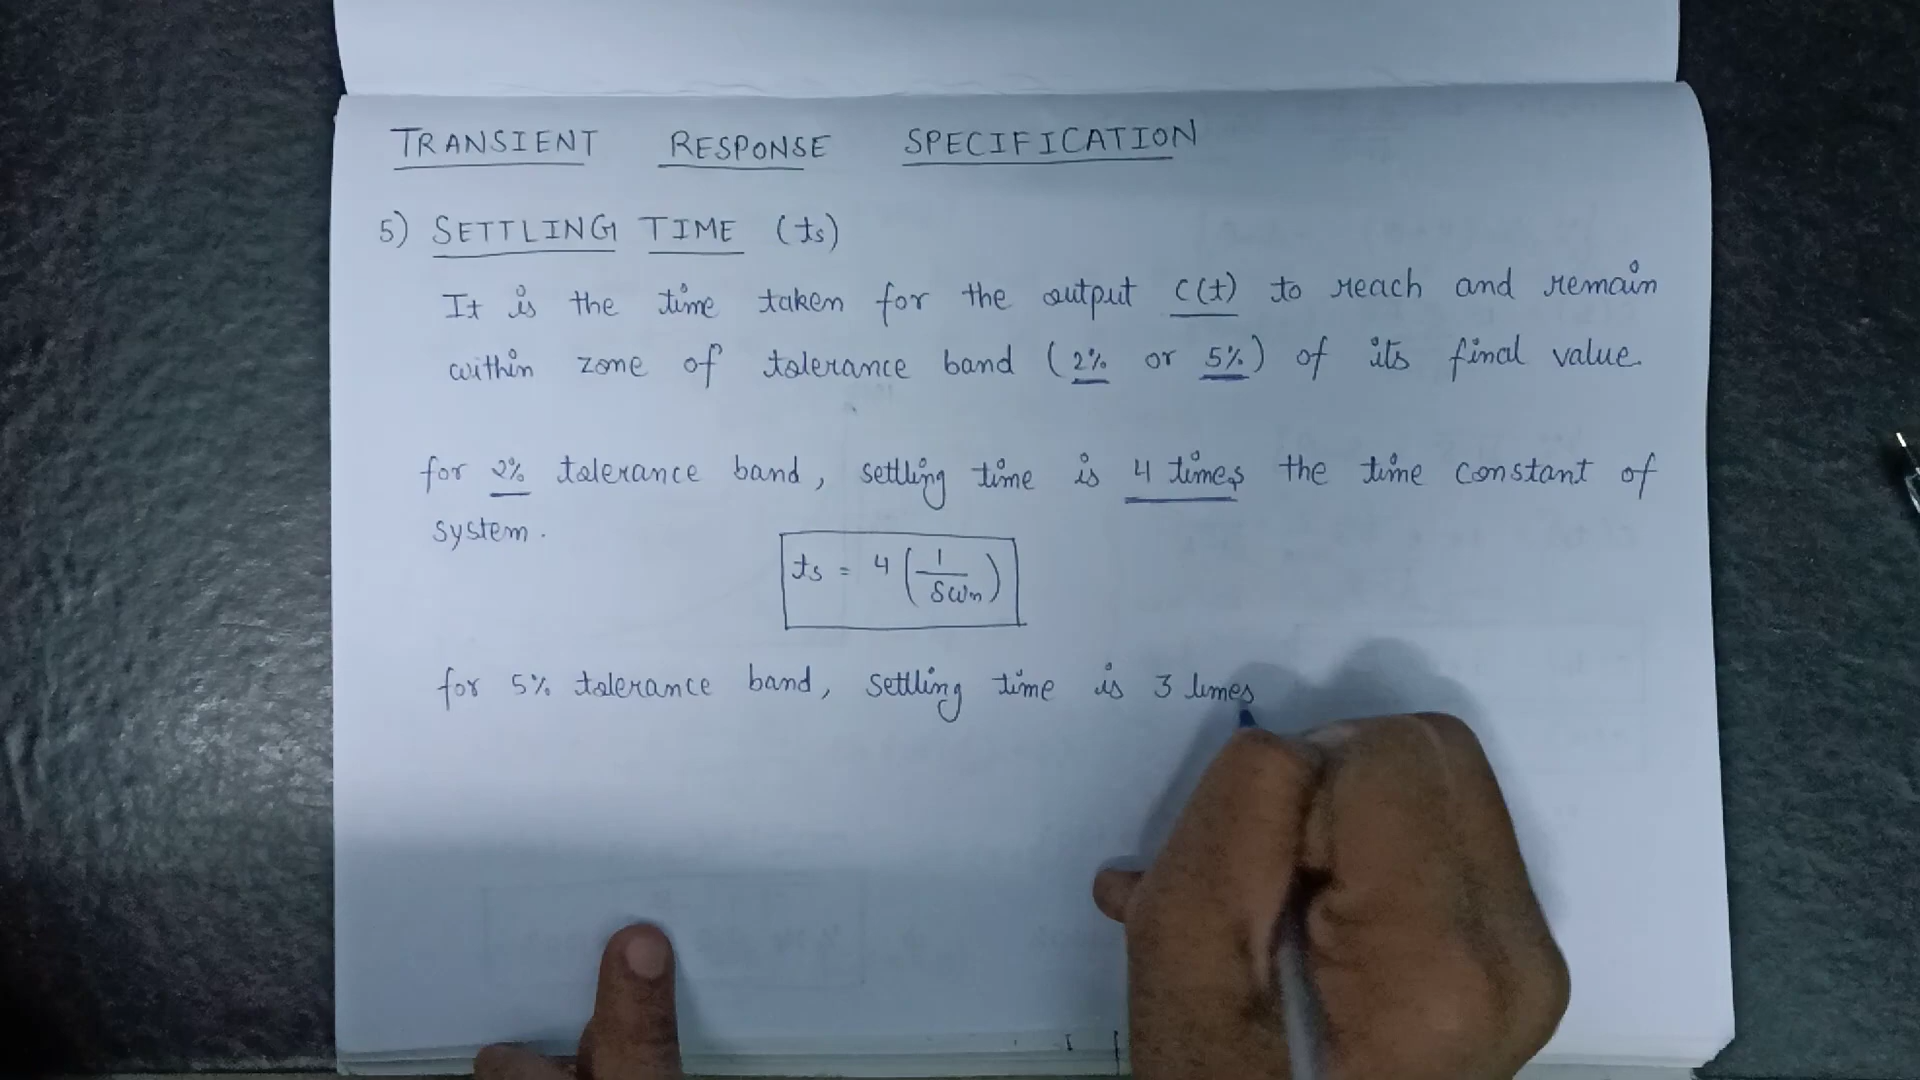 TRANSIENT RESPONSE SPECIFICATION
5) SETTLING TIME (ts)
It is the time taken for the output c(t) to reach and remain
within zone of tolerance band (2% or 5%) of its final value.
for 2% tolerance band, settling time is 4 times the time constant of
system.
ts = 4 (1/δωn)
for 5% tolerance band, settling time is 3 times